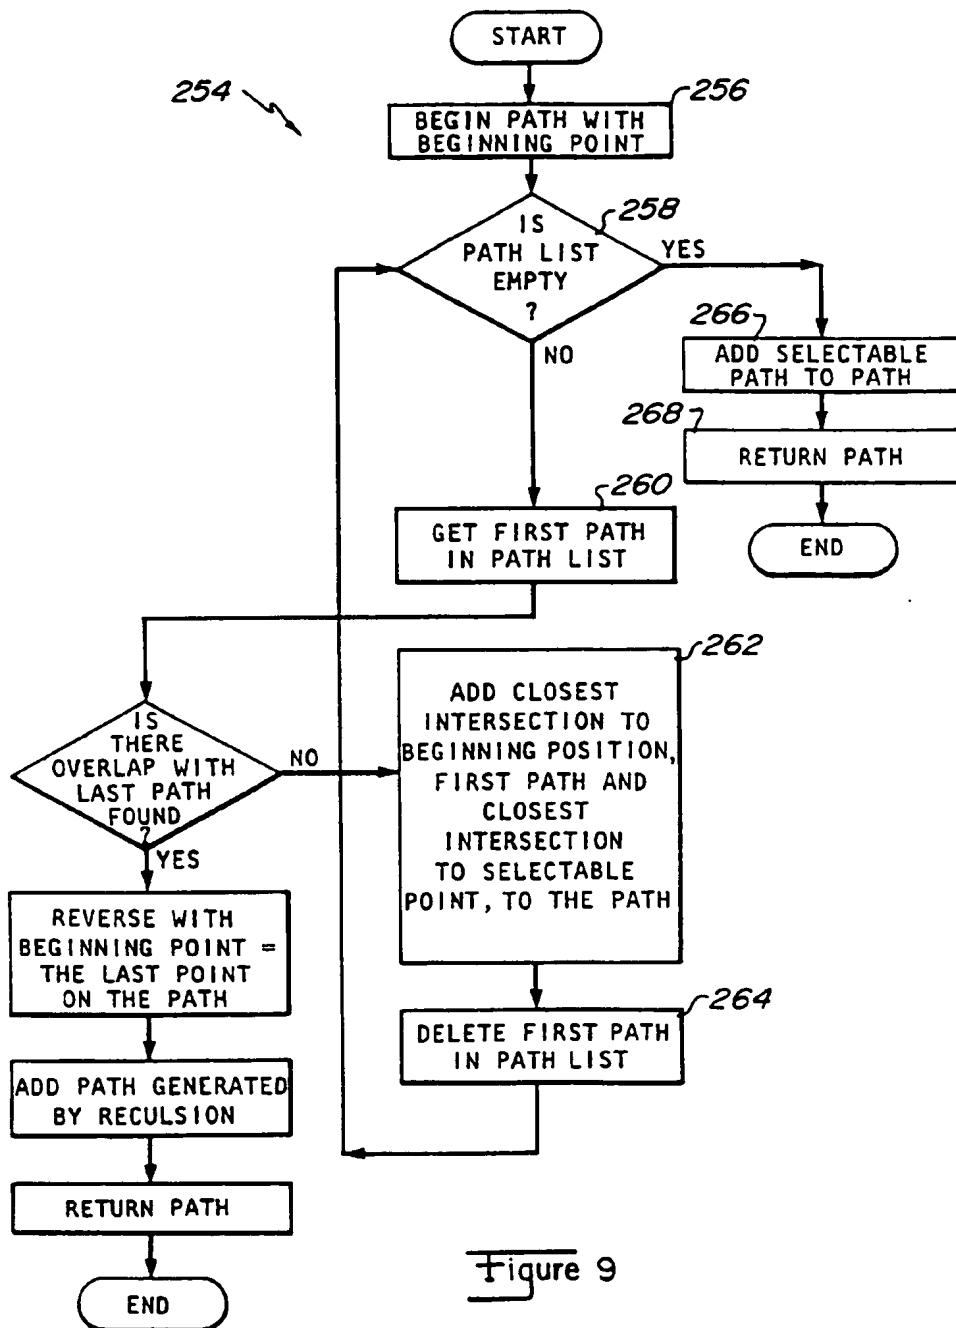 START
254
256
BEGIN PATH WITH
BEGINNING POINT
258
IS
PATH LIST
EMPTY
?
YES
NO
266
ADD SELECTABLE
PATH TO PATH
268
RETURN PATH
END
260
GET FIRST PATH
IN PATH LIST
262
ADD CLOSEST
INTERSECTION TO
BEGINNING POSITION,
FIRST PATH AND
CLOSEST
INTERSECTION
TO SELECTABLE
POINT, TO THE PATH
IS
THERE
OVERLAP WITH
LAST PATH
FOUND
?
NO
YES
264
DELETE FIRST PATH
IN PATH LIST
REVERSE WITH
BEGINNING POINT =
THE LAST POINT
ON THE PATH
ADD PATH GENERATED
BY RECULSION
RETURN PATH
END
Figure 9